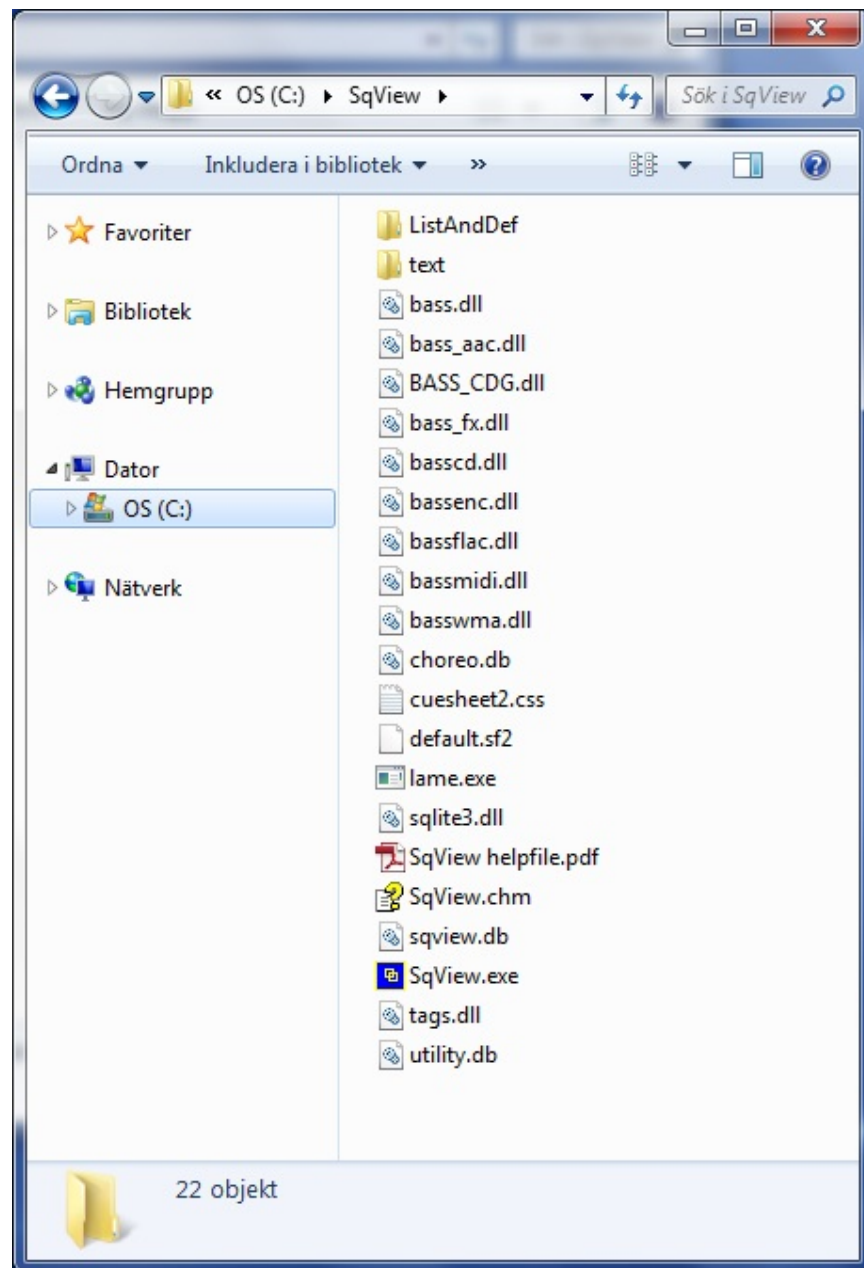 « OS (C:) SqView
Sök i SqView
Ordna Inkludera i bibliotek »
Favoriter
Bibliotek
Hemgrupp
Dator
OS (C:)
Nätverk
ListAndDef
text
bass.dll
bass_aac.dll
BASS_CDG.dll
bass_fx.dll
basscd.dll
bassenc.dll
bassflac.dll
bassmidi.dll
basswma.dll
choreo.db
cuesheet2.css
default.sf2
lame.exe
sqlite3.dll
SqView helpfile.pdf
SqView.chm
sqview.db
SqView.exe
tags.dll
utility.db
22 objekt